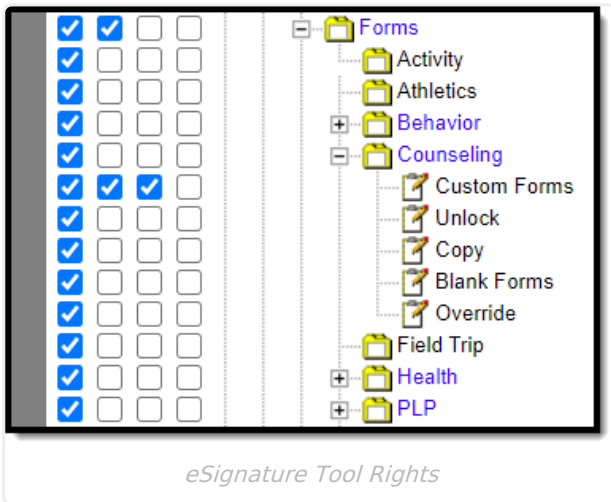 Forms
Activity
Athletics
Behavior
Counseling
Custom Forms
Unlock
Copy
Blank Forms
Override
Field Trip
Health
PLP
eSignature Tool Rights